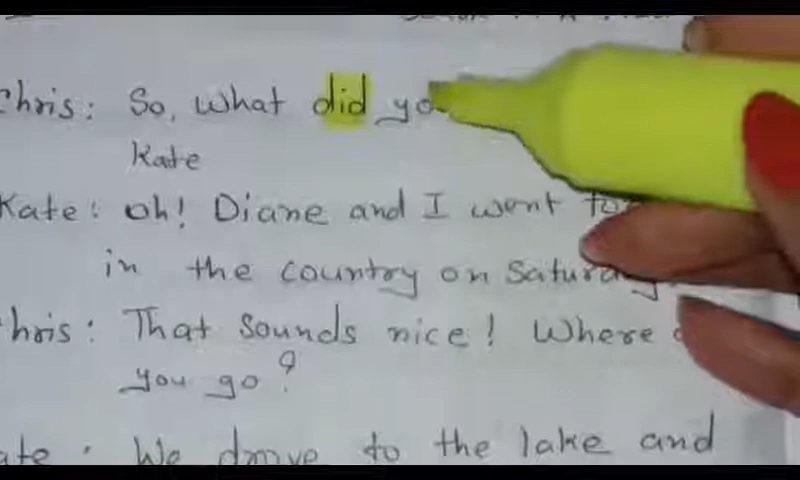 Chris: So, what did yo
Kate
Kate: oh! Diane and I went to
in the country on Saturday.
Chris: That sounds nice! Where
you go?
We drove to the lake and